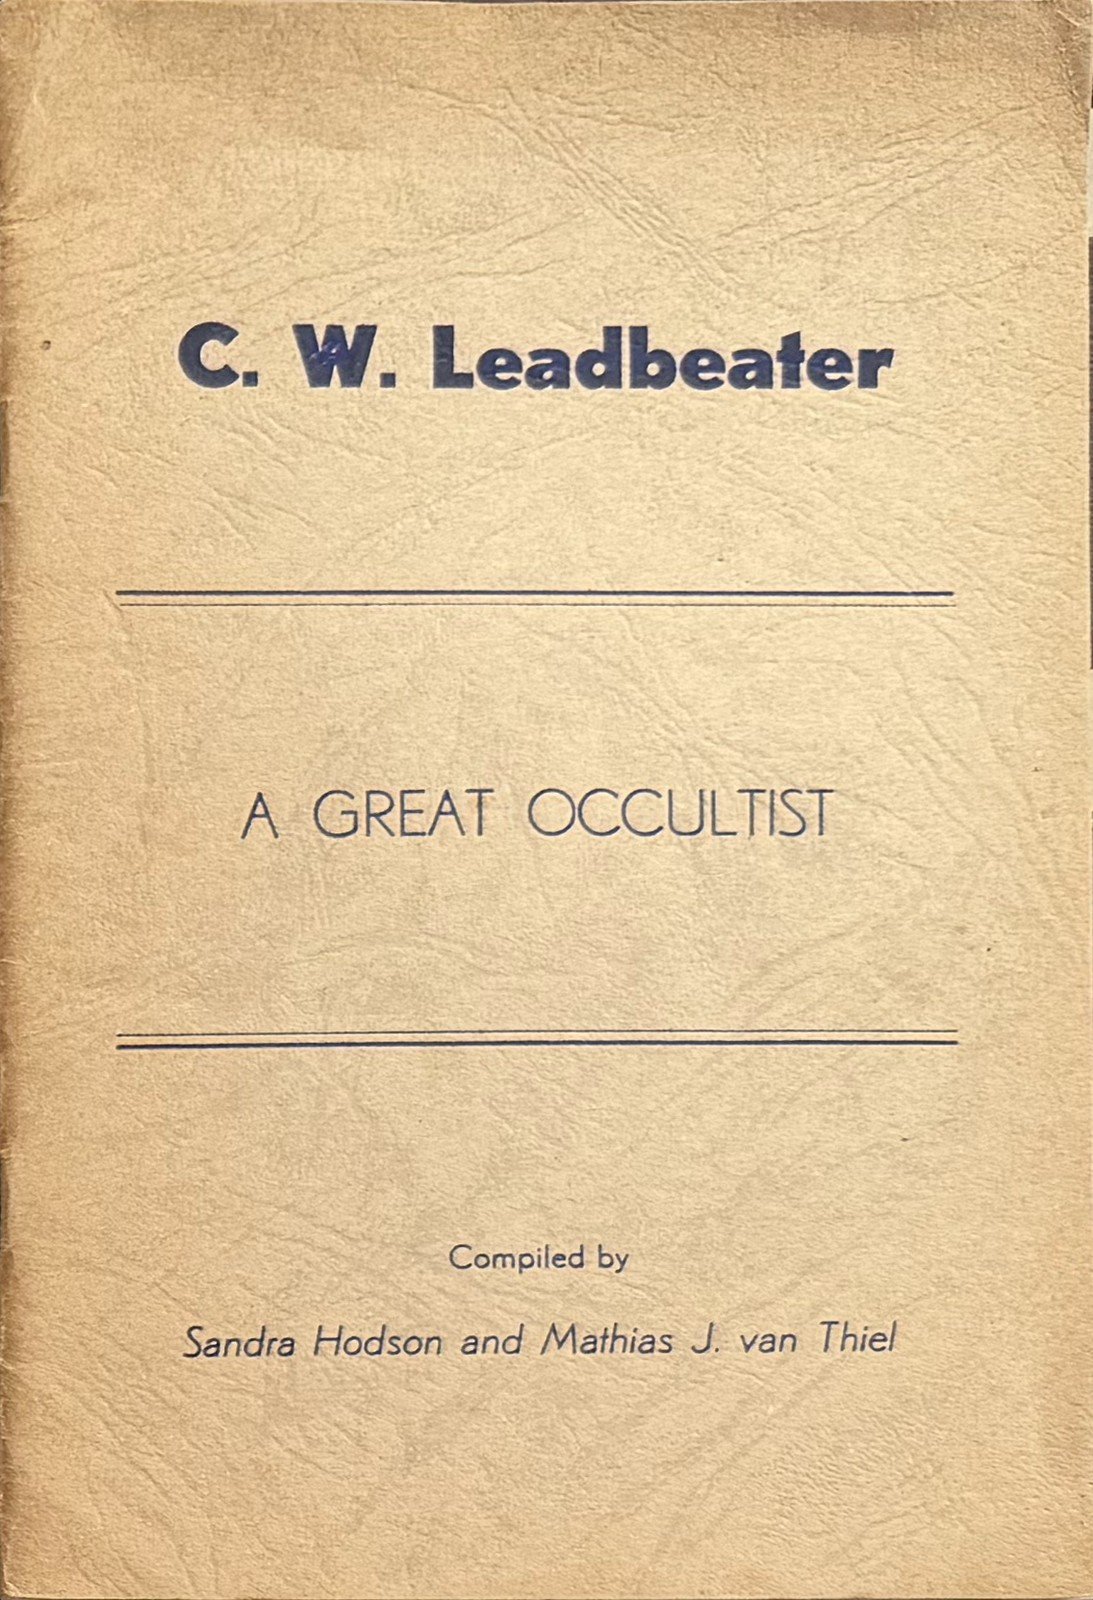 C. W. Leadbeater
A GREAT OCCULTIST
Compiled by
Sandra Hodson and Mathias J. van Thiel